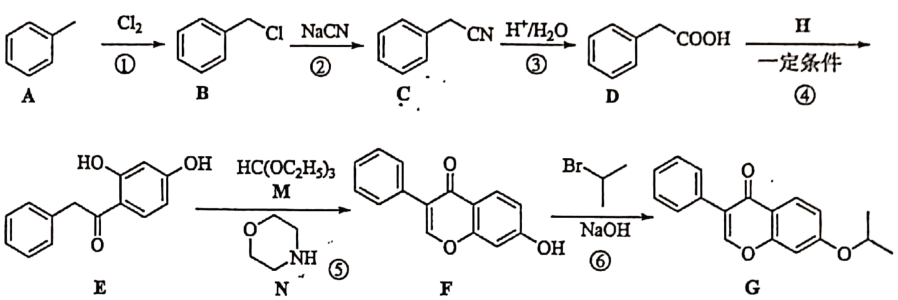 Cl₂ NaCN H⁺/H₂O H
Cl CN COOH 一定条件
① ② ③ ④
A B C D
HO OH HC(OC₂H₅)₃ O Br O
M
NaOH
O O NH O OH O O
⑤ ⑥
E N F G